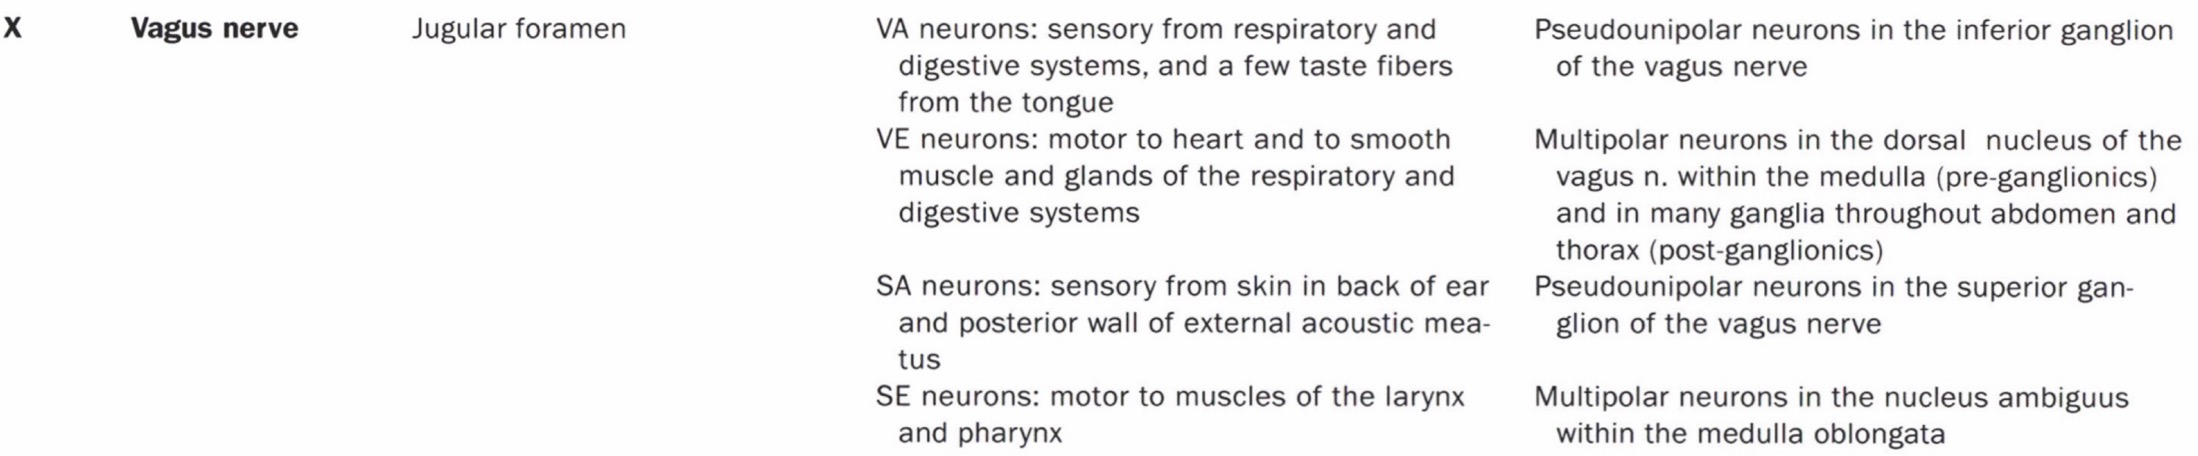 X Vagus nerve Jugular foramen VA neurons: sensory from respiratory and Pseudounipolar neurons in the inferior ganglion
digestive systems, and a few taste fibers of the vagus nerve
from the tongue
VE neurons: motor to heart and to smooth Multipolar neurons in the dorsal nucleus of the
muscle and glands of the respiratory and vagus n. within the medulla (pre-ganglionics)
digestive systems and in many ganglia throughout abdomen and
thorax (post-ganglionics)
SA neurons: sensory from skin in back of ear Pseudounipolar neurons in the superior gan-
and posterior wall of external acoustic mea- glion of the vagus nerve
tus
SE neurons: motor to muscles of the larynx Multipolar neurons in the nucleus ambiguus
and pharynx within the medulla oblongata